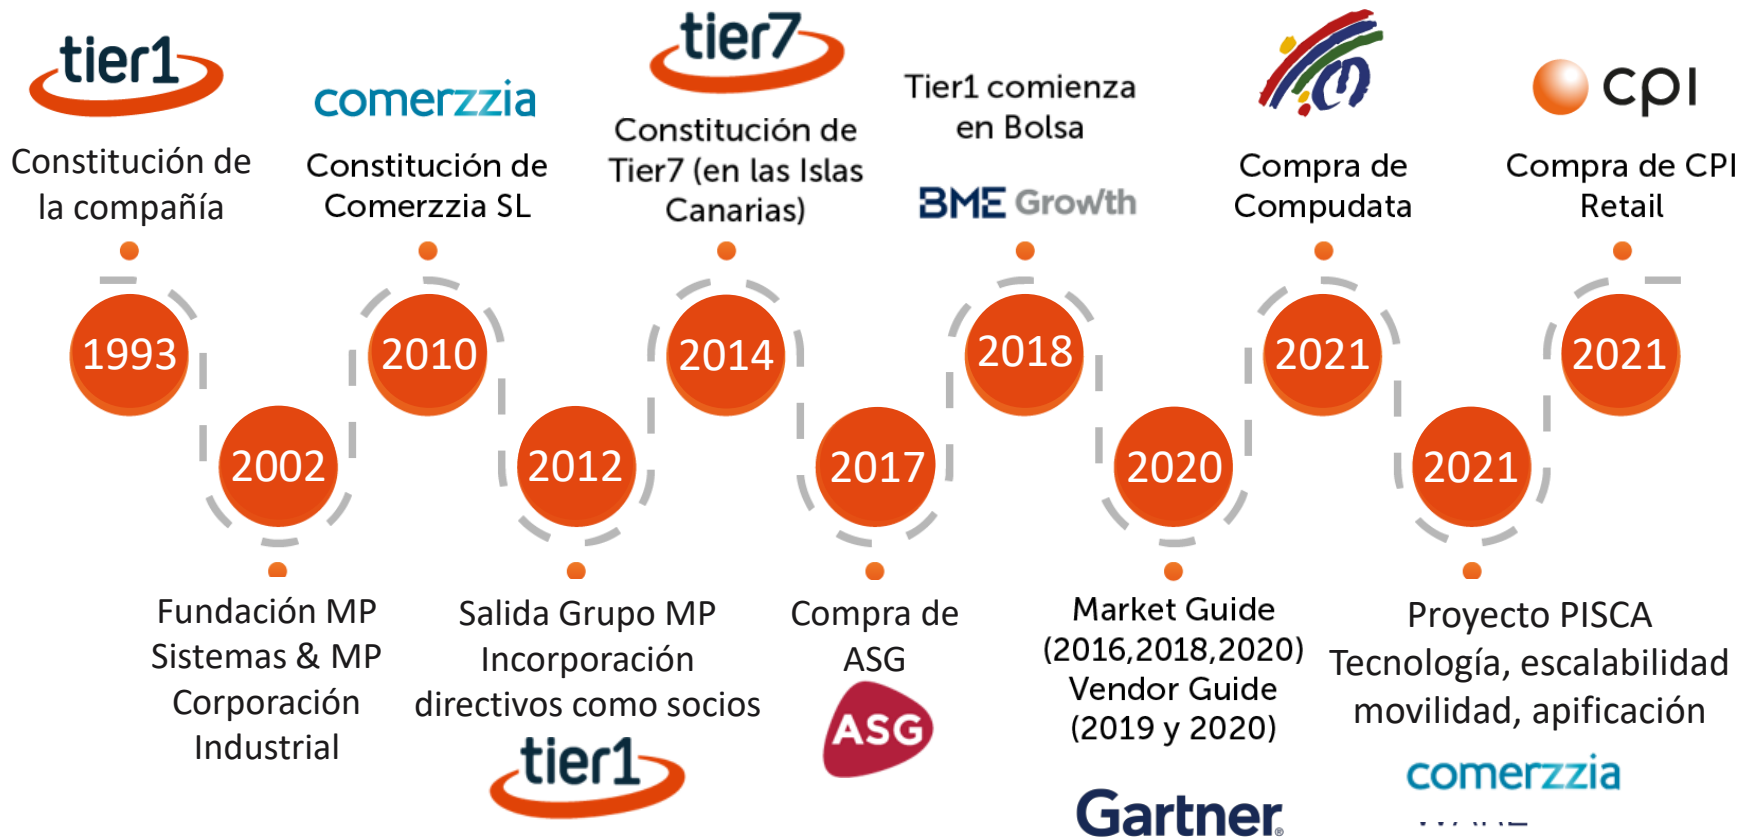 tier1
Constitución de
la compañía
1993
2002
Fundación MP
Sistemas & MP
Corporación
Industrial
comerzzia
Constitución de
Comerzzia SL
2010
2012
Salida Grupo MP
Incorporación
directivos como socios
tier1
tier7
Constitución de
Tier7 (en las Islas
Canarias)
2014
2017
Compra de
ASG
ASG
Tier1 comienza
en Bolsa
BME Growth
2018
2020
Market Guide
(2016,2018,2020)
Vendor Guide
(2019 y 2020)
Gartner®
Compra de
Compudata
2021
2021
Proyecto PISCA
Tecnología, escalabilidad
movilidad, apificación
comerzzia
cpi
Compra de CPI
Retail
2021